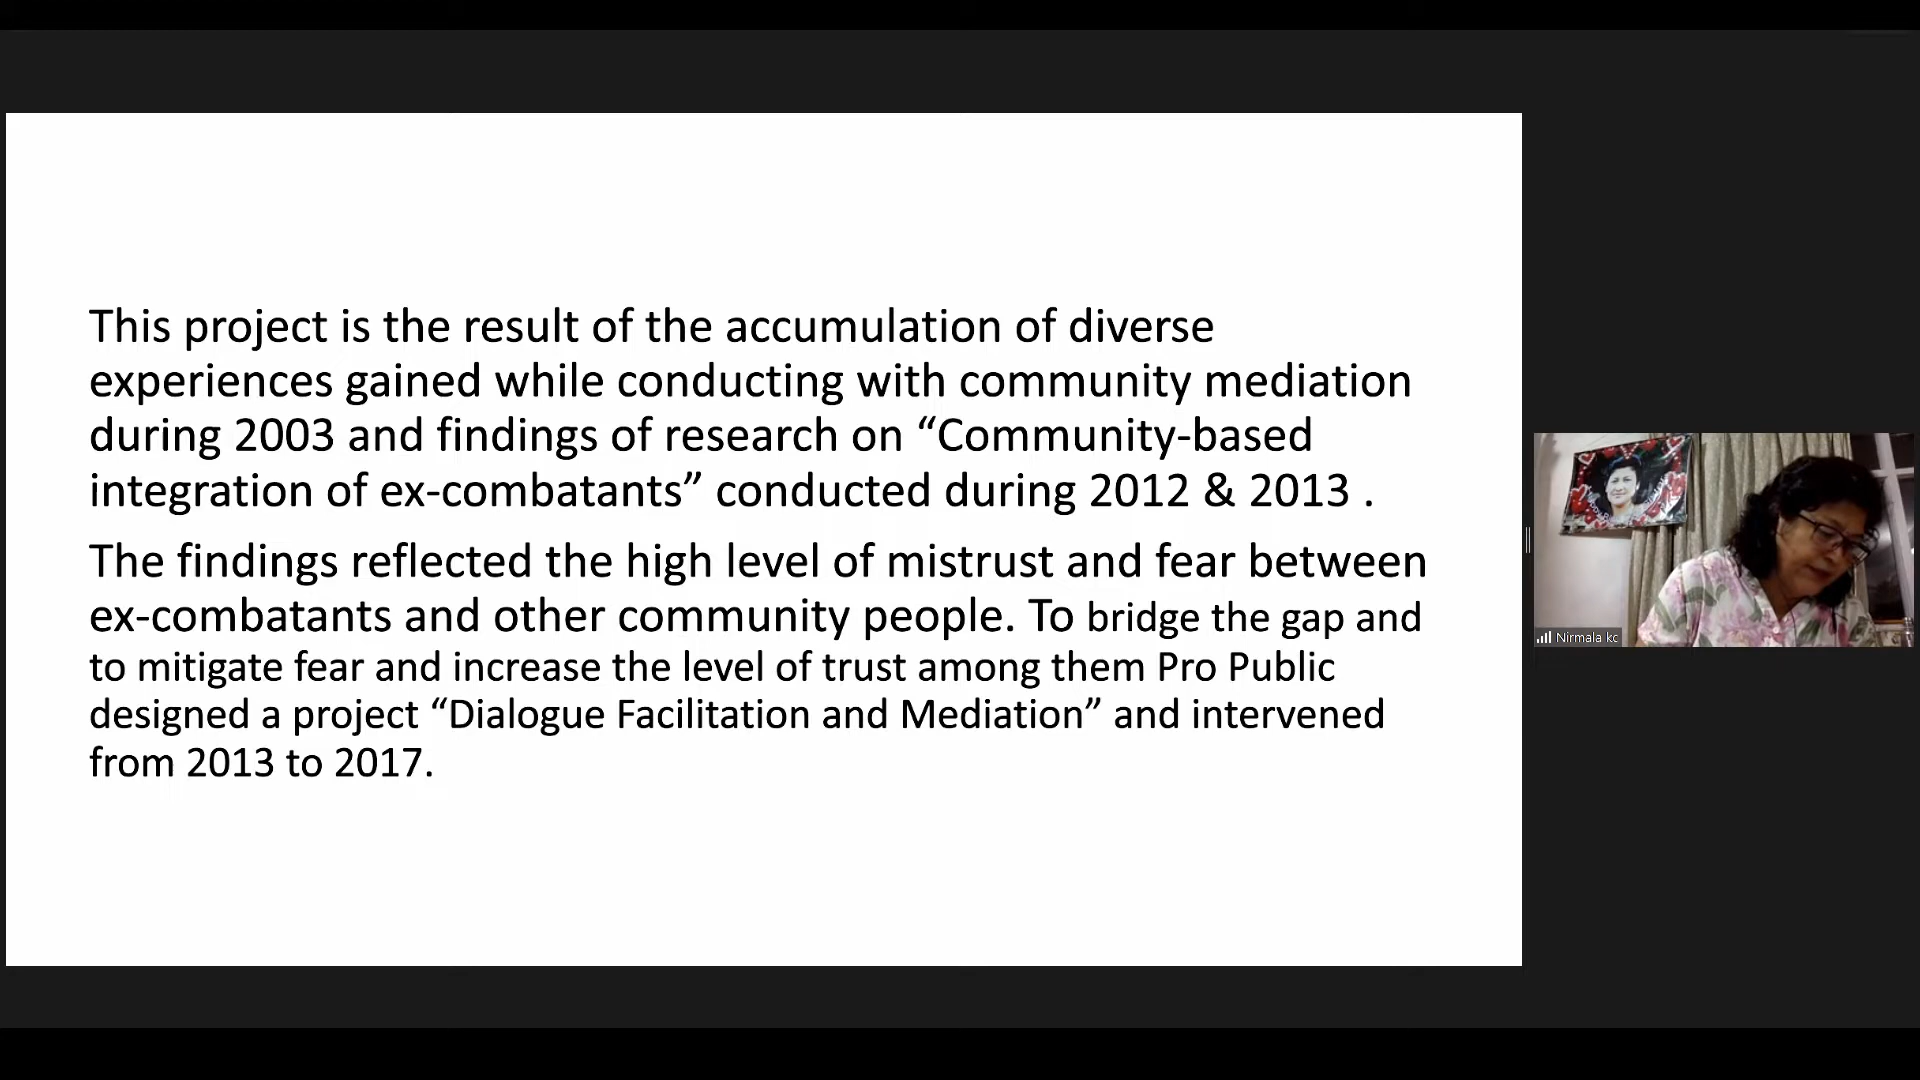 This project is the result of the accumulation of diverse
experiences gained while conducting with community mediation
during 2003 and findings of research on “Community-based
integration of ex-combatants” conducted during 2012 & 2013 .
The findings reflected the high level of mistrust and fear between
ex-combatants and other community people. To bridge the gap and
to mitigate fear and increase the level of trust among them Pro Public
designed a project “Dialogue Facilitation and Mediation” and intervened
from 2013 to 2017.
Nirmala kc